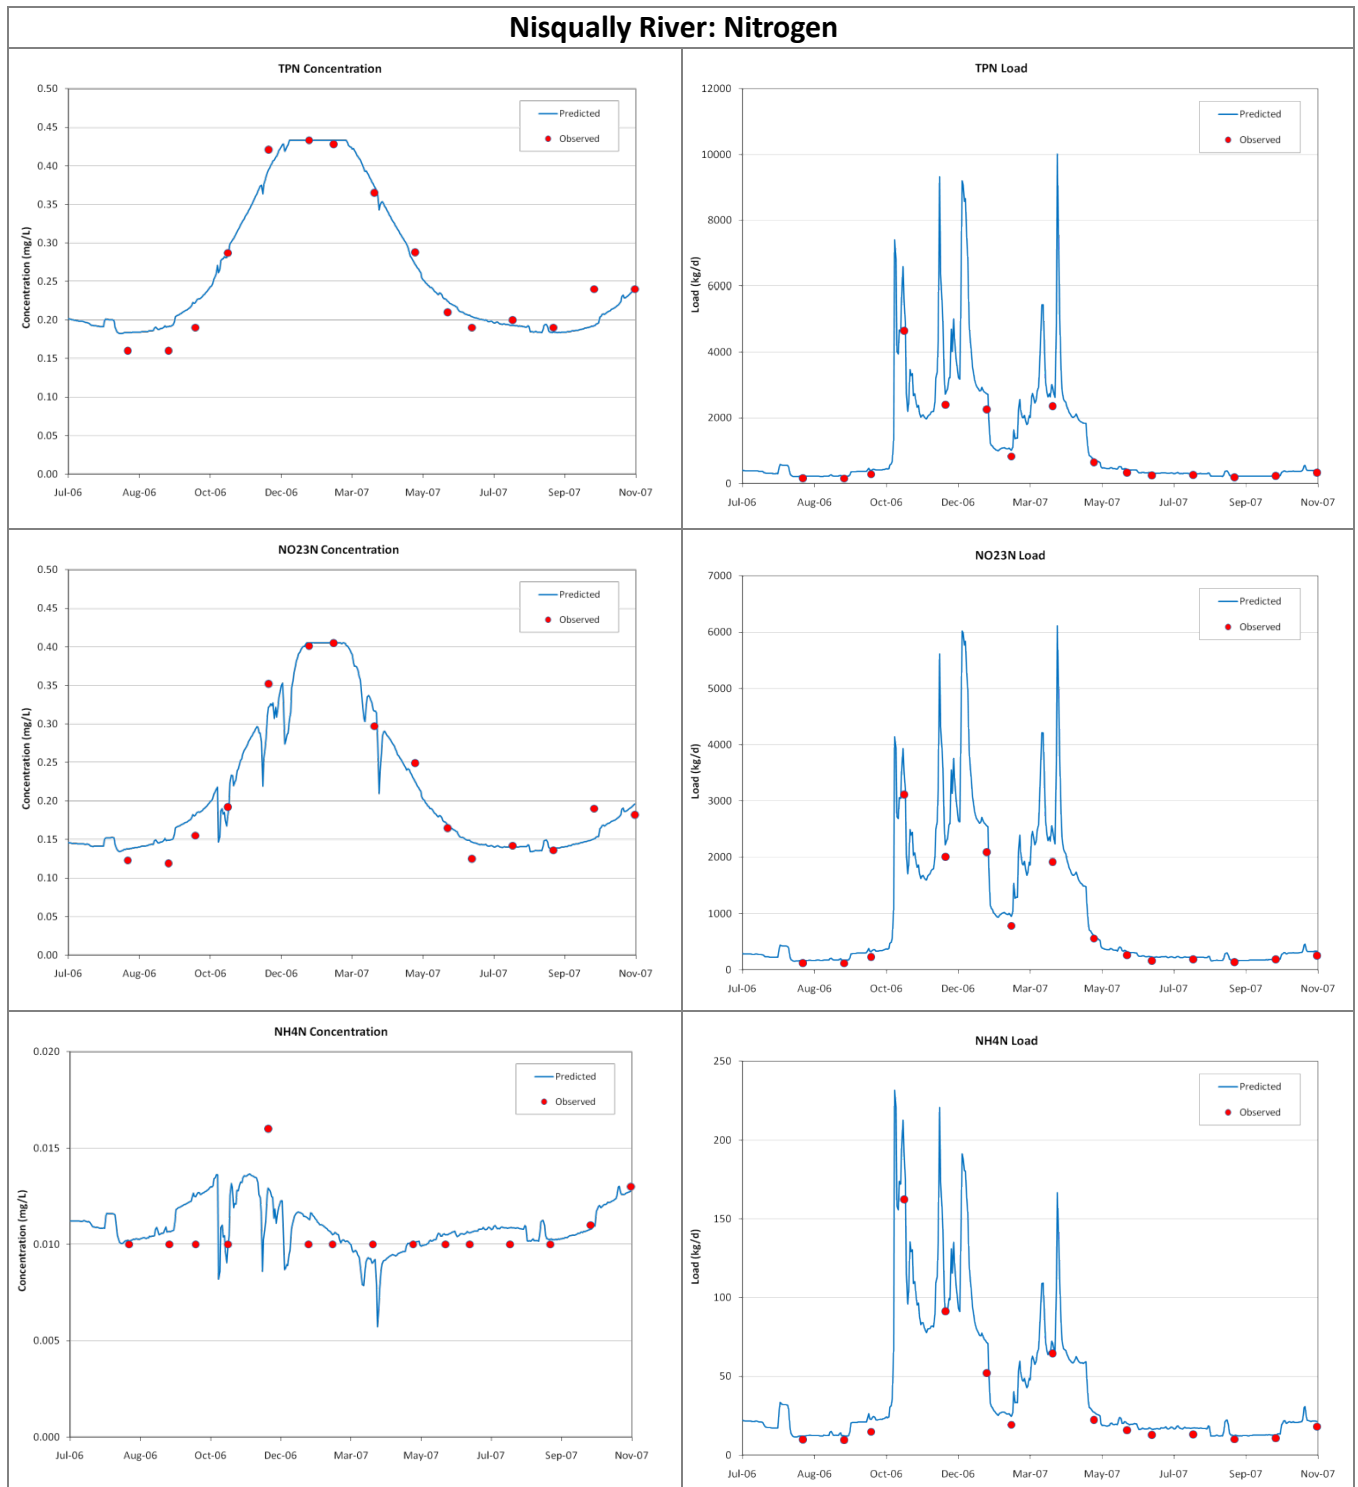 Nisqually River: Nitrogen
TPN Concentration
Concentration (mg/L)
0.50
0.45
0.40
0.35
0.30
0.25
0.20
0.15
0.10
0.05
0.00
Jul-06 Aug-06 Oct-06 Dec-06 Mar-07 May-07 Jul-07 Sep-07 Nov-07
Predicted
Observed
TPN Load
Load (kg/d)
12000
10000
8000
6000
4000
2000
0
Jul-06 Aug-06 Oct-06 Dec-06 Mar-07 May-07 Jul-07 Sep-07 Nov-07
Predicted
Observed
NO23N Concentration
Concentration (mg/L)
0.50
0.45
0.40
0.35
0.30
0.25
0.20
0.15
0.10
0.05
0.00
Jul-06 Aug-06 Oct-06 Dec-06 Mar-07 May-07 Jul-07 Sep-07 Nov-07
Predicted
Observed
NO23N Load
Load (kg/d)
7000
6000
5000
4000
3000
2000
1000
0
Jul-06 Aug-06 Oct-06 Dec-06 Mar-07 May-07 Jul-07 Sep-07 Nov-07
Predicted
Observed
NH4N Concentration
Concentration (mg/L)
0.020
0.015
0.010
0.005
0.000
Jul-06 Aug-06 Oct-06 Dec-06 Mar-07 May-07 Jul-07 Sep-07 Nov-07
Predicted
Observed
NH4N Load
Load (kg/d)
250
200
150
100
50
0
Jul-06 Aug-06 Oct-06 Dec-06 Mar-07 May-07 Jul-07 Sep-07 Nov-07
Predicted
Observed